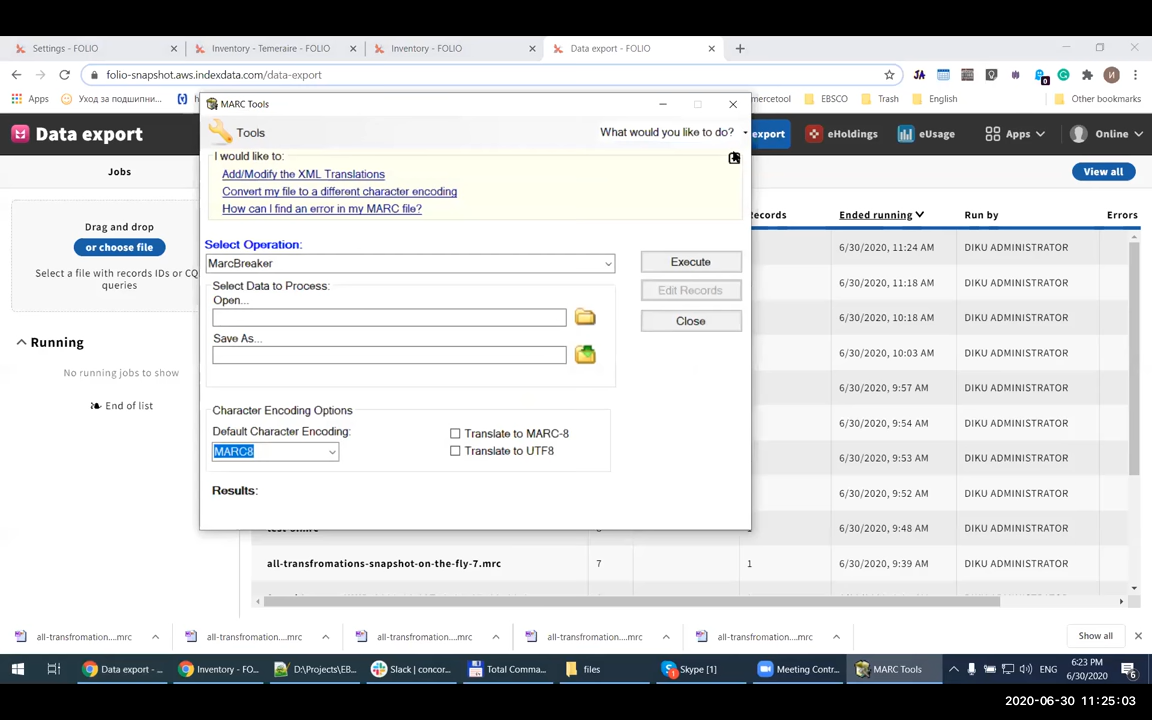 Settings - FOLIO
Inventory - Temeraire - FOLIO
Inventory - FOLIO
Data export - FOLIO
folio-snapshot.aws.indexdata.com/data-export
Apps
Уход за подшипни...
mercetool
EBSCO
Trash
English
Other bookmarks
Data export
MARC Tools
export
eHoldings
eUsage
Apps
Online
Tools
What would you like to do?
Jobs
View all
I would like to:
Add/Modify the XML Translations
Convert my file to a different character encoding
How can I find an error in my MARC file?
Drag and drop
or choose file
Select a file with records IDs or CQ
queries
ecords
Ended running
Run by
Errors
Select Operation:
MarcBreaker
Execute
Select Data to Process:
Open...
Edit Records
Save As...
Close
6/30/2020, 11:24 AM DIKU ADMINISTRATOR
6/30/2020, 11:18 AM DIKU ADMINISTRATOR
6/30/2020, 10:18 AM DIKU ADMINISTRATOR
6/30/2020, 10:03 AM DIKU ADMINISTRATOR
6/30/2020, 9:57 AM DIKU ADMINISTRATOR
6/30/2020, 9:54 AM DIKU ADMINISTRATOR
6/30/2020, 9:53 AM DIKU ADMINISTRATOR
6/30/2020, 9:52 AM DIKU ADMINISTRATOR
6/30/2020, 9:48 AM DIKU ADMINISTRATOR
Running
No running jobs to show
End of list
Character Encoding Options
Default Character Encoding:
MARC8
Translate to MARC-8
Translate to UTF8
Results:
all-transfromations-snapshot-on-the-fly-7.mrc 7 1 6/30/2020, 9:39 AM DIKU ADMINISTRATOR
all-transfromation....mrc
all-transfromation....mrc
all-transfromation....mrc
all-transfromation....mrc
all-transfromation....mrc
Show all
Data export - ...
Inventory - FO...
D:\Projects\EB...
Slack | concor...
Total Comma...
files
Skype [1]
Meeting Contr...
MARC Tools
ENG
6:23 PM
6/30/2020
6
2020-06-30 11:25:03